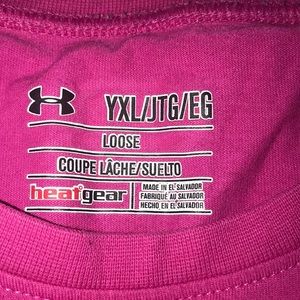 YXL/JTG/EG
LOOSE
COUPE LÂCHE/SUELTO
heatgear
MADE IN EL SALVADOR
FABRIQUÉ AU SALVADOR
HECHO EN EL SALVADOR